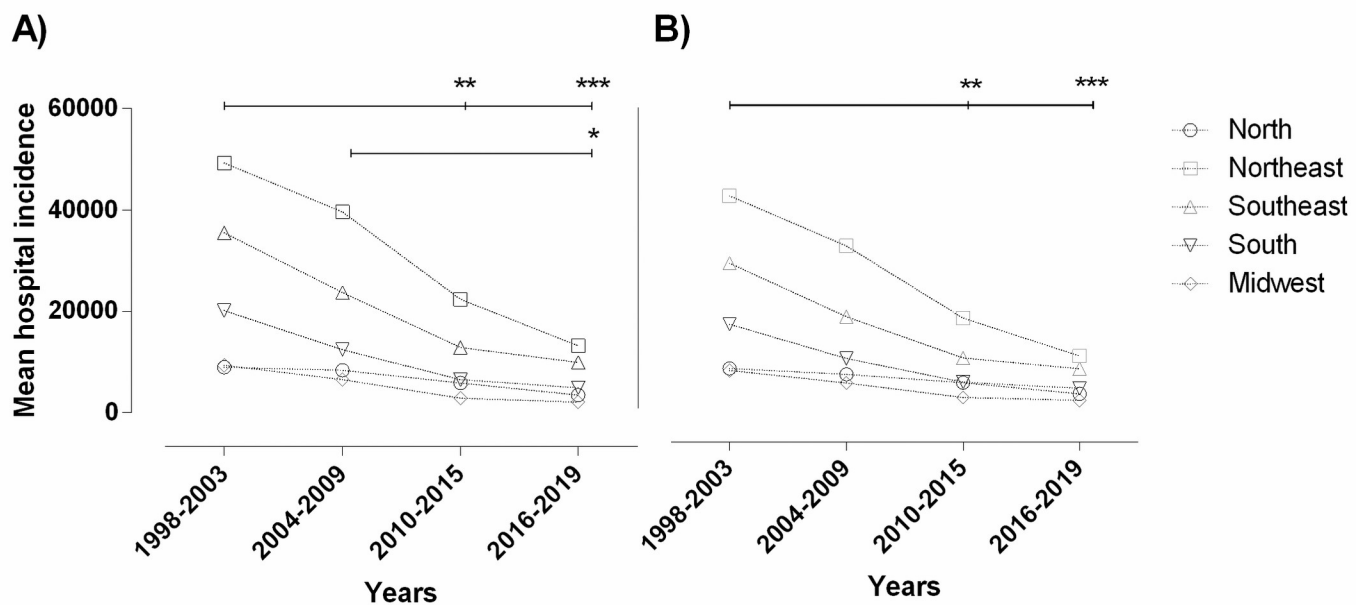 A)
B)
Mean hospital incidence
** ***
*
60000
40000
20000
0
1998-2003
2004-2009
2010-2015
2016-2019
Years
** ***
1998-2003
2004-2009
2010-2015
2016-2019
Years
North
Northeast
Southeast
South
Midwest